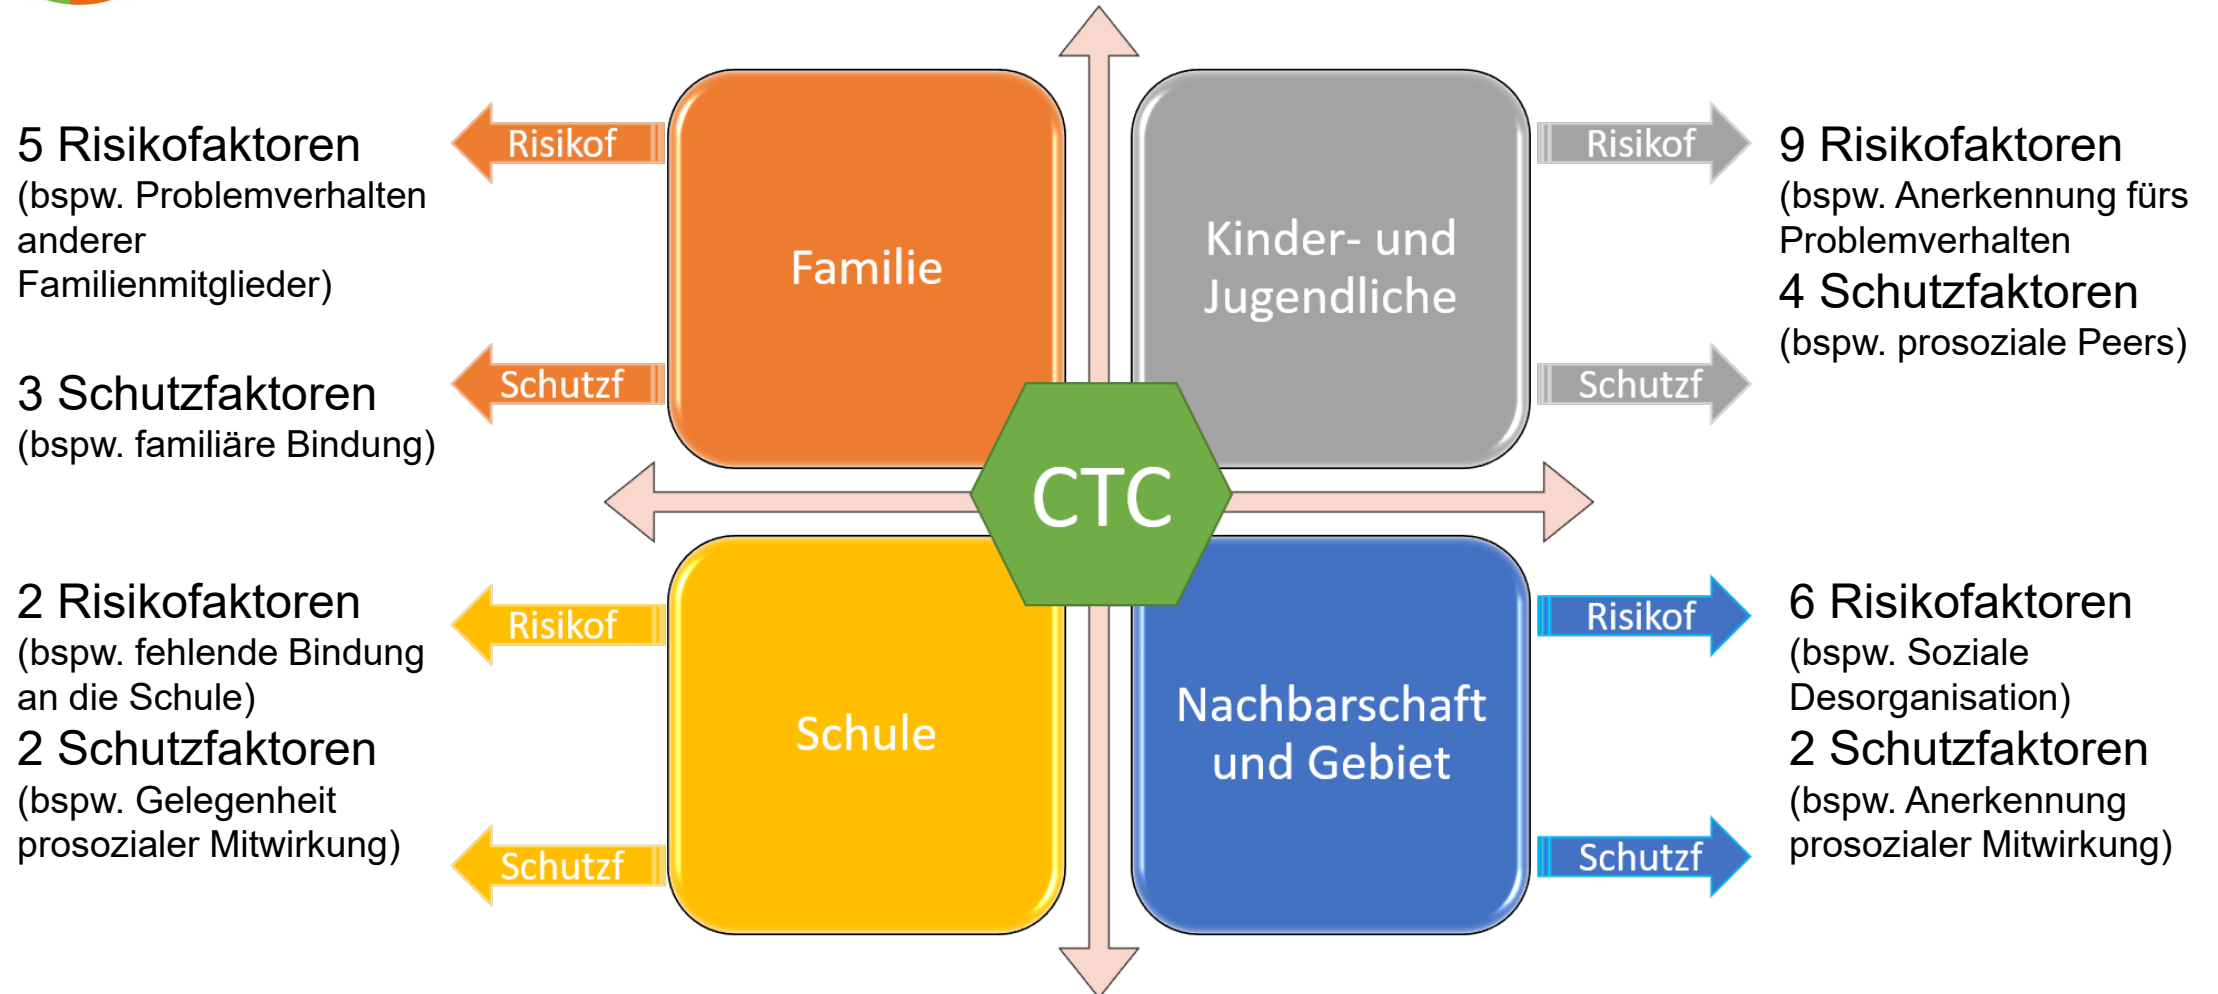 5 Risikofaktoren
(bspw. Problemverhalten
anderer
Familienmitglieder)
3 Schutzfaktoren
(bspw. familiäre Bindung)
Risikof
Schutzf
Familie
Kinder- und
Jugendliche
Risikof
Schutzf
9 Risikofaktoren
(bspw. Anerkennung fürs
Problemverhalten
4 Schutzfaktoren
(bspw. prosoziale Peers)
CTC
2 Risikofaktoren
(bspw. fehlende Bindung
an die Schule)
2 Schutzfaktoren
(bspw. Gelegenheit
prosozialer Mitwirkung)
Risikof
Schutzf
Schule
Nachbarschaft
und Gebiet
Risikof
Schutzf
6 Risikofaktoren
(bspw. Soziale
Desorganisation)
2 Schutzfaktoren
(bspw. Anerkennung
prosozialer Mitwirkung)